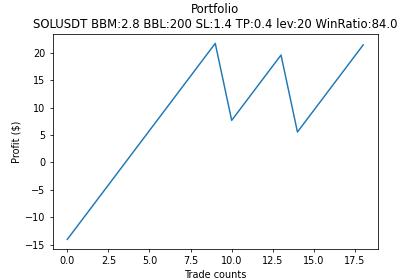 Portfolio
SOLUSDT BBM:2.8 BBL:200 SL:1.4 TP:0.4 lev:20 WinRatio:84.0
20
15
10
5
0
−5
−10
−15
Profit ($)
0.0 2.5 5.0 7.5 10.0 12.5 15.0 17.5
Trade counts